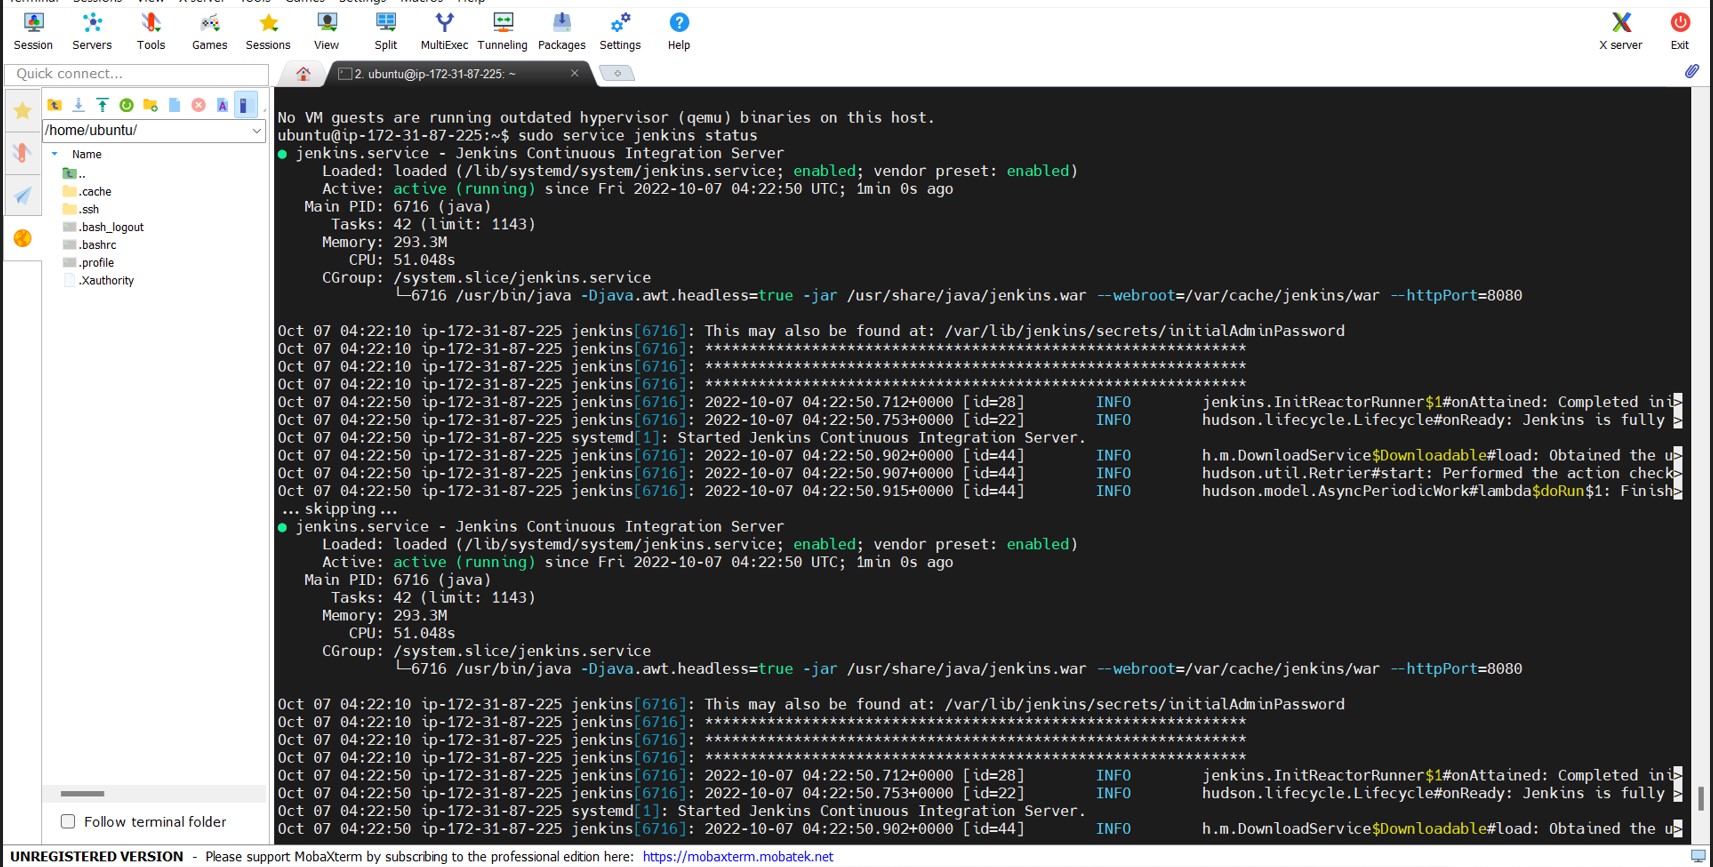 Terminal Sessions View X server Tools Games Settings Macros Help
Session Servers Tools Games Sessions View Split MultiExec Tunneling Packages Settings Help X server Exit
Quick connect...
2. ubuntu@ip-172-31-87-225: ~
/home/ubuntu/
Name
..
.cache
.ssh
.bash_logout
.bashrc
.profile
.Xauthority
Follow terminal folder
No VM guests are running outdated hypervisor (qemu) binaries on this host.
ubuntu@ip-172-31-87-225:~$ sudo service jenkins status
● jenkins.service - Jenkins Continuous Integration Server
Loaded: loaded (/lib/systemd/system/jenkins.service; enabled; vendor preset: enabled)
Active: active (running) since Fri 2022-10-07 04:22:50 UTC; 1min 0s ago
Main PID: 6716 (java)
Tasks: 42 (limit: 1143)
Memory: 293.3M
CPU: 51.048s
CGroup: /system.slice/jenkins.service
└─6716 /usr/bin/java -Djava.awt.headless=true -jar /usr/share/java/jenkins.war --webroot=/var/cache/jenkins/war --httpPort=8080
Oct 07 04:22:10 ip-172-31-87-225 jenkins[6716]: This may also be found at: /var/lib/jenkins/secrets/initialAdminPassword
Oct 07 04:22:10 ip-172-31-87-225 jenkins[6716]: *************************************************************
Oct 07 04:22:10 ip-172-31-87-225 jenkins[6716]: *************************************************************
Oct 07 04:22:10 ip-172-31-87-225 jenkins[6716]: *************************************************************
Oct 07 04:22:50 ip-172-31-87-225 jenkins[6716]: 2022-10-07 04:22:50.712+0000 [id=28] INFO jenkins.InitReactorRunner$1#onAttained: Completed ini>
Oct 07 04:22:50 ip-172-31-87-225 jenkins[6716]: 2022-10-07 04:22:50.753+0000 [id=22] INFO hudson.lifecycle.Lifecycle#onReady: Jenkins is fully >
Oct 07 04:22:50 ip-172-31-87-225 systemd[1]: Started Jenkins Continuous Integration Server.
Oct 07 04:22:50 ip-172-31-87-225 jenkins[6716]: 2022-10-07 04:22:50.902+0000 [id=44] INFO h.m.DownloadService$Downloadable#load: Obtained the u>
Oct 07 04:22:50 ip-172-31-87-225 jenkins[6716]: 2022-10-07 04:22:50.907+0000 [id=44] INFO hudson.util.Retrier#start: Performed the action check>
Oct 07 04:22:50 ip-172-31-87-225 jenkins[6716]: 2022-10-07 04:22:50.915+0000 [id=44] INFO hudson.model.AsyncPeriodicWork#lambda$doRun$1: Finish>
...skipping...
● jenkins.service - Jenkins Continuous Integration Server
Loaded: loaded (/lib/systemd/system/jenkins.service; enabled; vendor preset: enabled)
Active: active (running) since Fri 2022-10-07 04:22:50 UTC; 1min 0s ago
Main PID: 6716 (java)
Tasks: 42 (limit: 1143)
Memory: 293.3M
CPU: 51.048s
CGroup: /system.slice/jenkins.service
└─6716 /usr/bin/java -Djava.awt.headless=true -jar /usr/share/java/jenkins.war --webroot=/var/cache/jenkins/war --httpPort=8080
Oct 07 04:22:10 ip-172-31-87-225 jenkins[6716]: This may also be found at: /var/lib/jenkins/secrets/initialAdminPassword
Oct 07 04:22:10 ip-172-31-87-225 jenkins[6716]: *************************************************************
Oct 07 04:22:10 ip-172-31-87-225 jenkins[6716]: *************************************************************
Oct 07 04:22:10 ip-172-31-87-225 jenkins[6716]: *************************************************************
Oct 07 04:22:50 ip-172-31-87-225 jenkins[6716]: 2022-10-07 04:22:50.712+0000 [id=28] INFO jenkins.InitReactorRunner$1#onAttained: Completed ini>
Oct 07 04:22:50 ip-172-31-87-225 jenkins[6716]: 2022-10-07 04:22:50.753+0000 [id=22] INFO hudson.lifecycle.Lifecycle#onReady: Jenkins is fully >
Oct 07 04:22:50 ip-172-31-87-225 systemd[1]: Started Jenkins Continuous Integration Server.
Oct 07 04:22:50 ip-172-31-87-225 jenkins[6716]: 2022-10-07 04:22:50.902+0000 [id=44] INFO h.m.DownloadService$Downloadable#load: Obtained the u>
UNREGISTERED VERSION - Please support MobaXterm by subscribing to the professional edition here: https://mobaxterm.mobatek.net